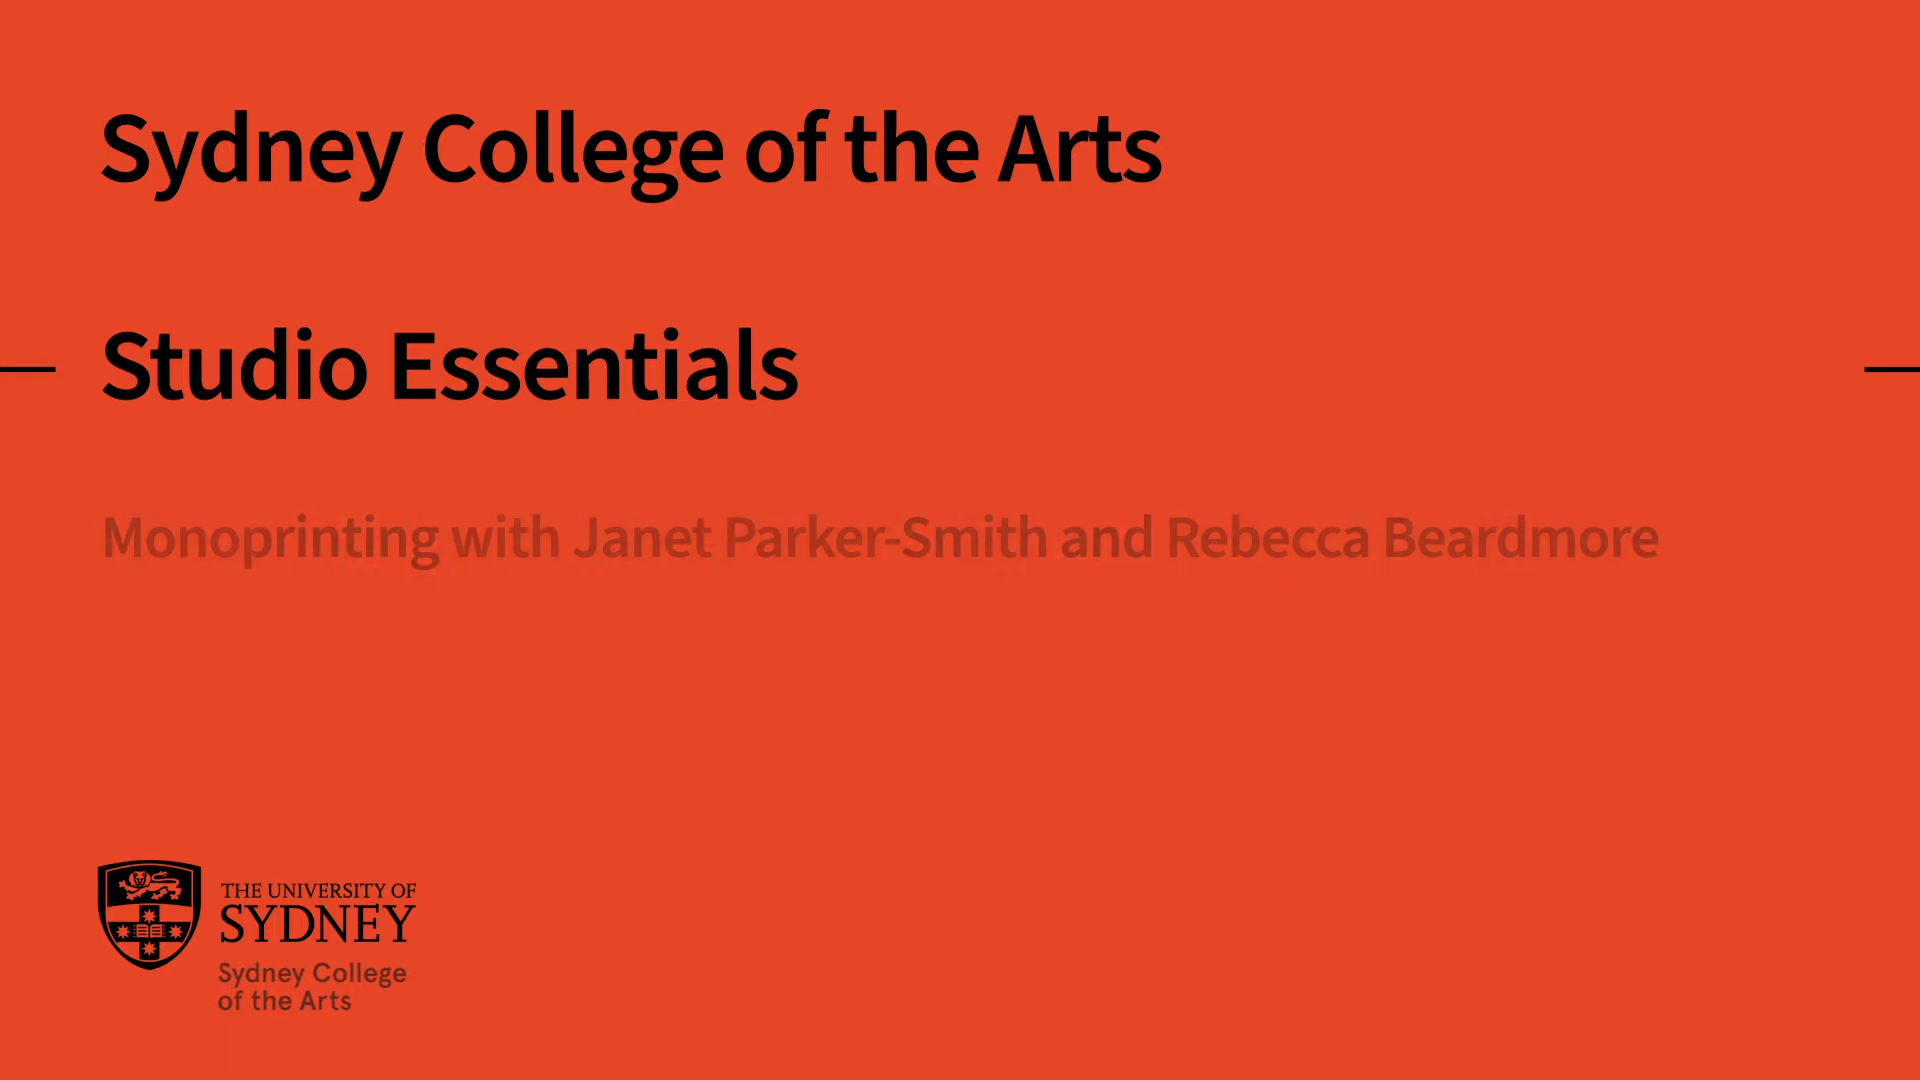 Sydney College of the Arts
Studio Essentials
Monoprinting with Janet Parker-Smith and Rebecca Beardmore
THE UNIVERSITY OF
SYDNEY
Sydney College
of the Arts